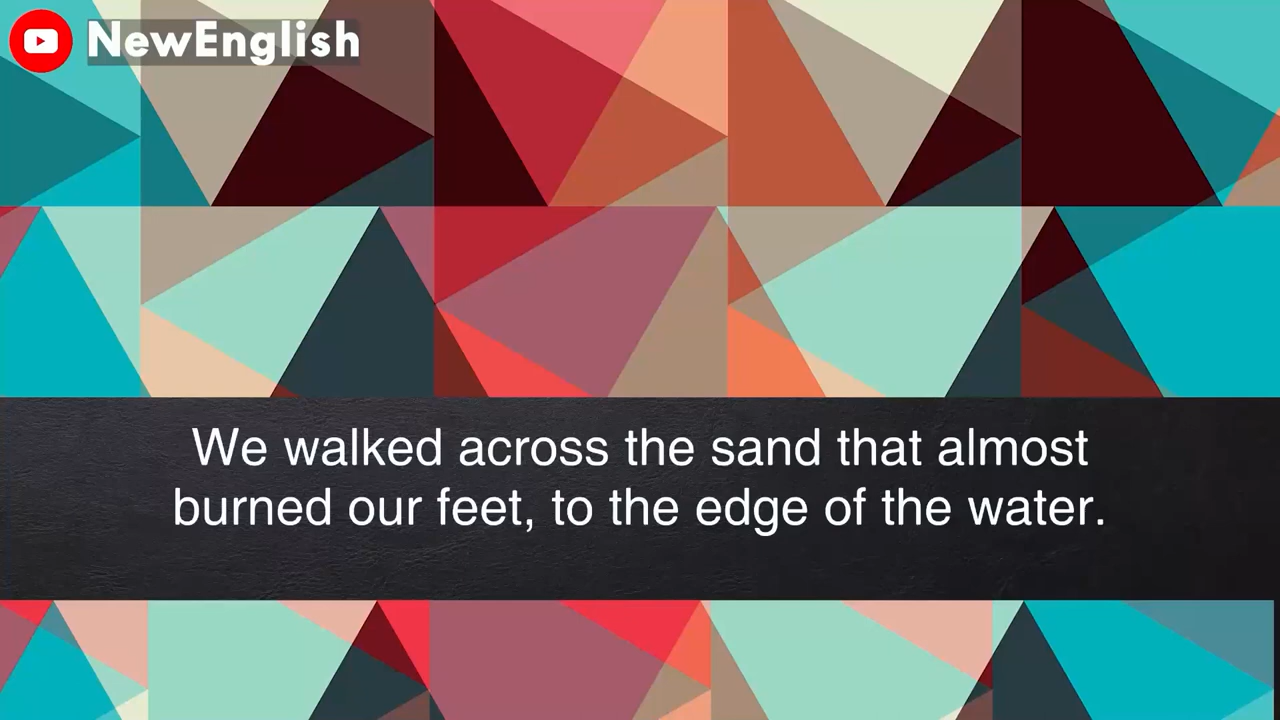 NewEnglish
We walked across the sand that almost
burned our feet, to the edge of the water.